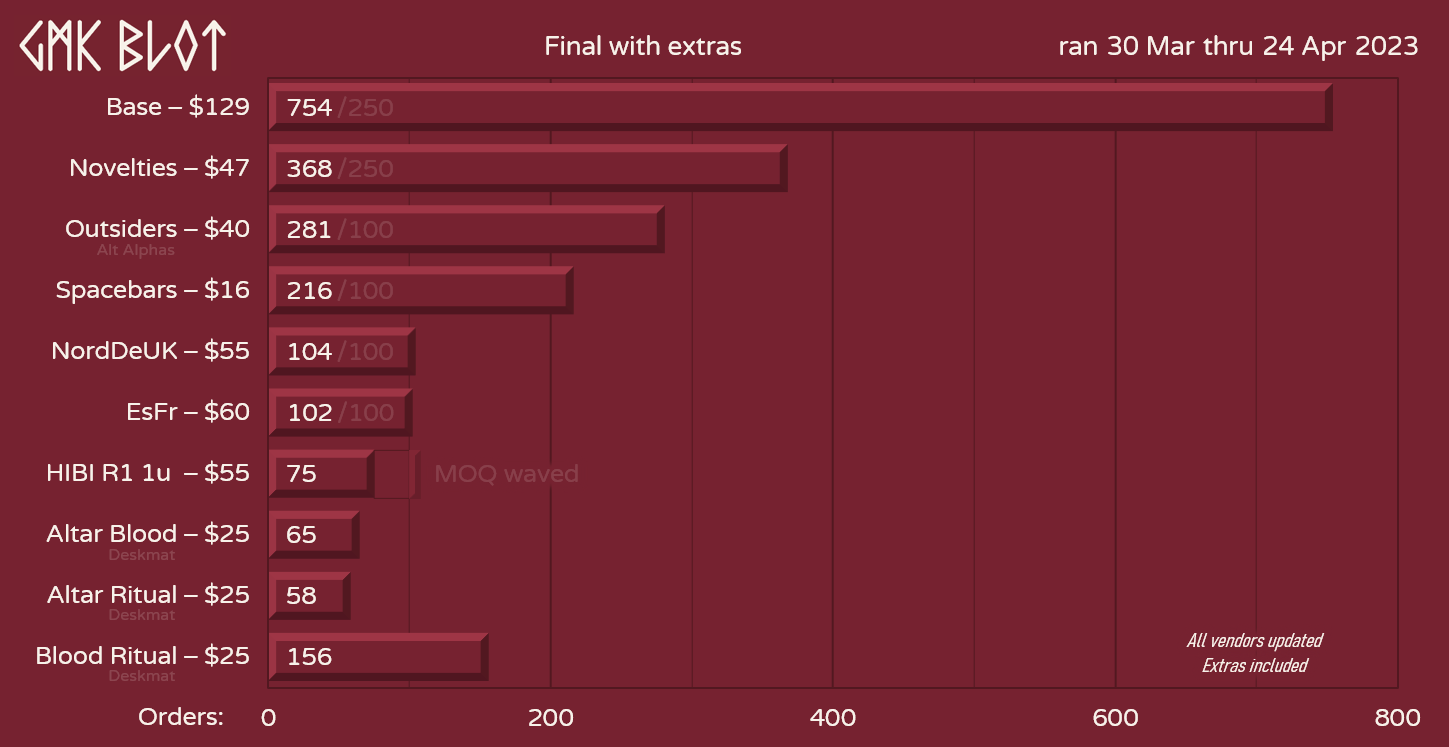 GMK BLOT
Final with extras
ran 30 Mar thru 24 Apr 2023
Base – $129
754 /250
Novelties – $47
368 /250
Outsiders – $40
281 /100
Alt Alphas
Spacebars – $16
216 /100
NordDeUK – $55
104 /100
EsFr – $60
102 /100
HIBI R1 1u – $55
75
MOQ waved
Altar Blood – $25
65
Deskmat
Altar Ritual – $25
58
Deskmat
Blood Ritual – $25
156
Deskmat
All vendors updated
Extras included
Orders: 0 200 400 600 800